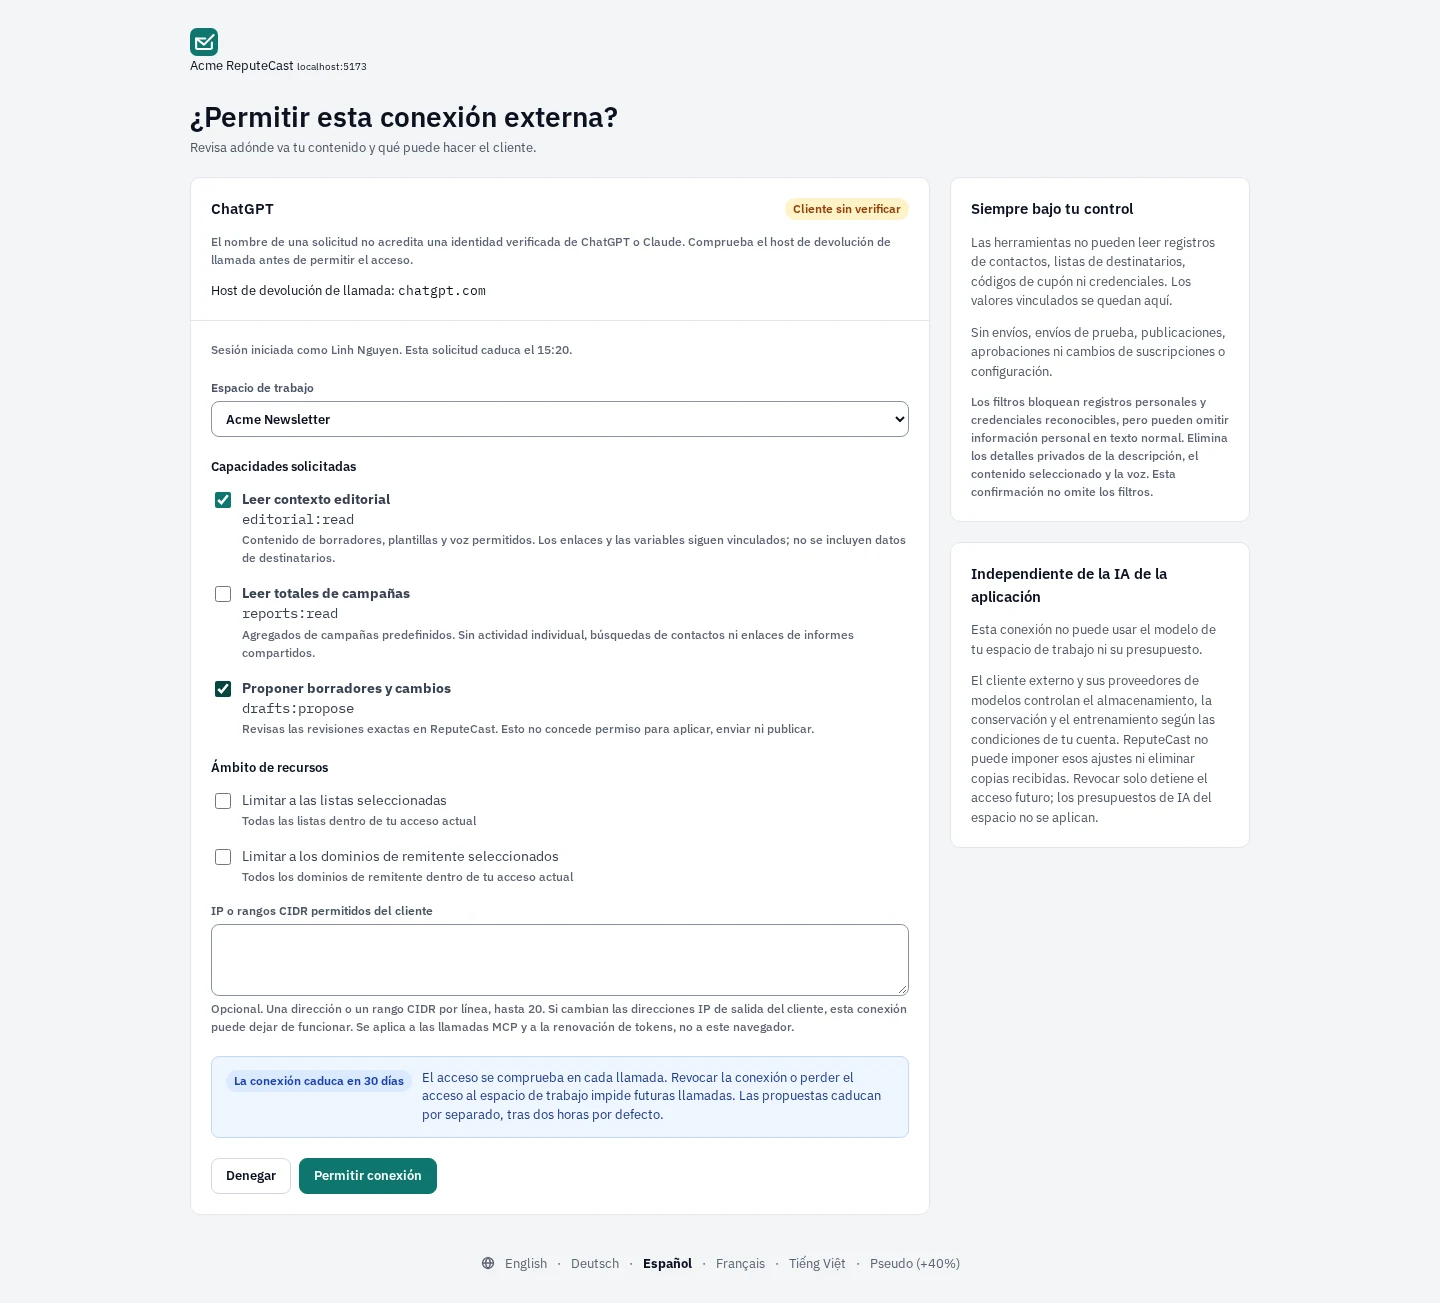 Acme ReputeCast localhost:5173
¿Permitir esta conexión externa?
Revisa adónde va tu contenido y qué puede hacer el cliente.
ChatGPT
Cliente sin verificar
El nombre de una solicitud no acredita una identidad verificada de ChatGPT o Claude. Comprueba el host de devolución de
llamada antes de permitir el acceso.
Host de devolución de llamada: chatgpt.com
Sesión iniciada como Linh Nguyen. Esta solicitud caduca el 15:20.
Espacio de trabajo
Acme Newsletter
Capacidades solicitadas
Leer contexto editorial
editorial:read
Contenido de borradores, plantillas y voz permitidos. Los enlaces y las variables siguen vinculados; no se incluyen datos
de destinatarios.
Leer totales de campañas
reports:read
Agregados de campañas predefinidos. Sin actividad individual, búsquedas de contactos ni enlaces de informes
compartidos.
Proponer borradores y cambios
drafts:propose
Revisas las revisiones exactas en ReputeCast. Esto no concede permiso para aplicar, enviar ni publicar.
Ámbito de recursos
Limitar a las listas seleccionadas
Todas las listas dentro de tu acceso actual
Limitar a los dominios de remitente seleccionados
Todos los dominios de remitente dentro de tu acceso actual
IP o rangos CIDR permitidos del cliente
Opcional. Una dirección o un rango CIDR por línea, hasta 20. Si cambian las direcciones IP de salida del cliente, esta conexión
puede dejar de funcionar. Se aplica a las llamadas MCP y a la renovación de tokens, no a este navegador.
La conexión caduca en 30 días
El acceso se comprueba en cada llamada. Revocar la conexión o perder el
acceso al espacio de trabajo impide futuras llamadas. Las propuestas caducan
por separado, tras dos horas por defecto.
Denegar
Permitir conexión
Siempre bajo tu control
Las herramientas no pueden leer registros
de contactos, listas de destinatarios,
códigos de cupón ni credenciales. Los
valores vinculados se quedan aquí.
Sin envíos, envíos de prueba, publicaciones,
aprobaciones ni cambios de suscripciones o
configuración.
Los filtros bloquean registros personales y
credenciales reconocibles, pero pueden omitir
información personal en texto normal. Elimina
los detalles privados de la descripción, el
contenido seleccionado y la voz. Esta
confirmación no omite los filtros.
Independiente de la IA de la
aplicación
Esta conexión no puede usar el modelo de
tu espacio de trabajo ni su presupuesto.
El cliente externo y sus proveedores de
modelos controlan el almacenamiento, la
conservación y el entrenamiento según las
condiciones de tu cuenta. ReputeCast no
puede imponer esos ajustes ni eliminar
copias recibidas. Revocar solo detiene el
acceso futuro; los presupuestos de IA del
espacio no se aplican.
English · Deutsch · Español · Français · Tiếng Việt · Pseudo (+40%)